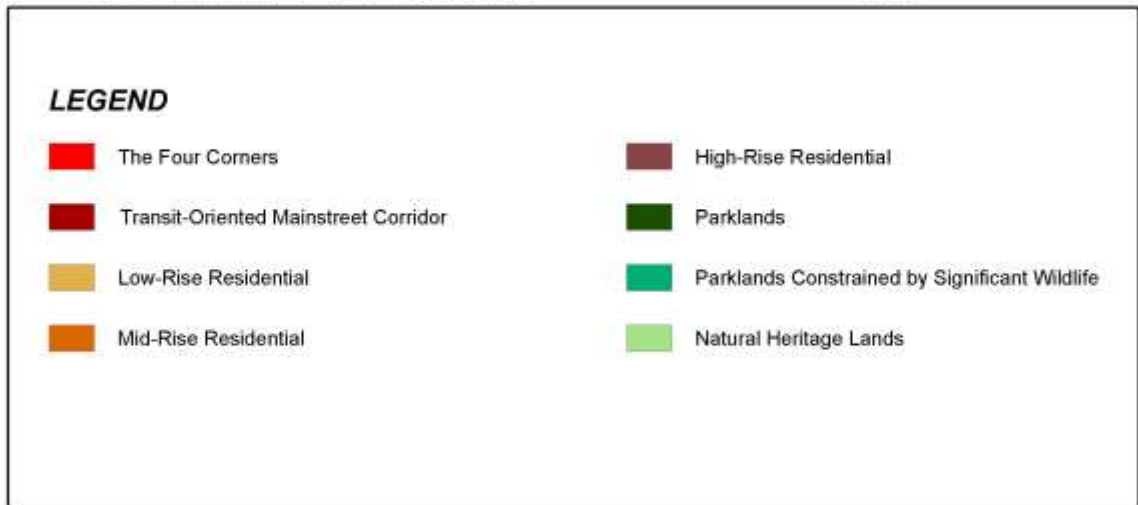 LEGEND
The Four Corners
Transit-Oriented Mainstreet Corridor
Low-Rise Residential
Mid-Rise Residential
High-Rise Residential
Parklands
Parklands Constrained by Significant Wildlife
Natural Heritage Lands